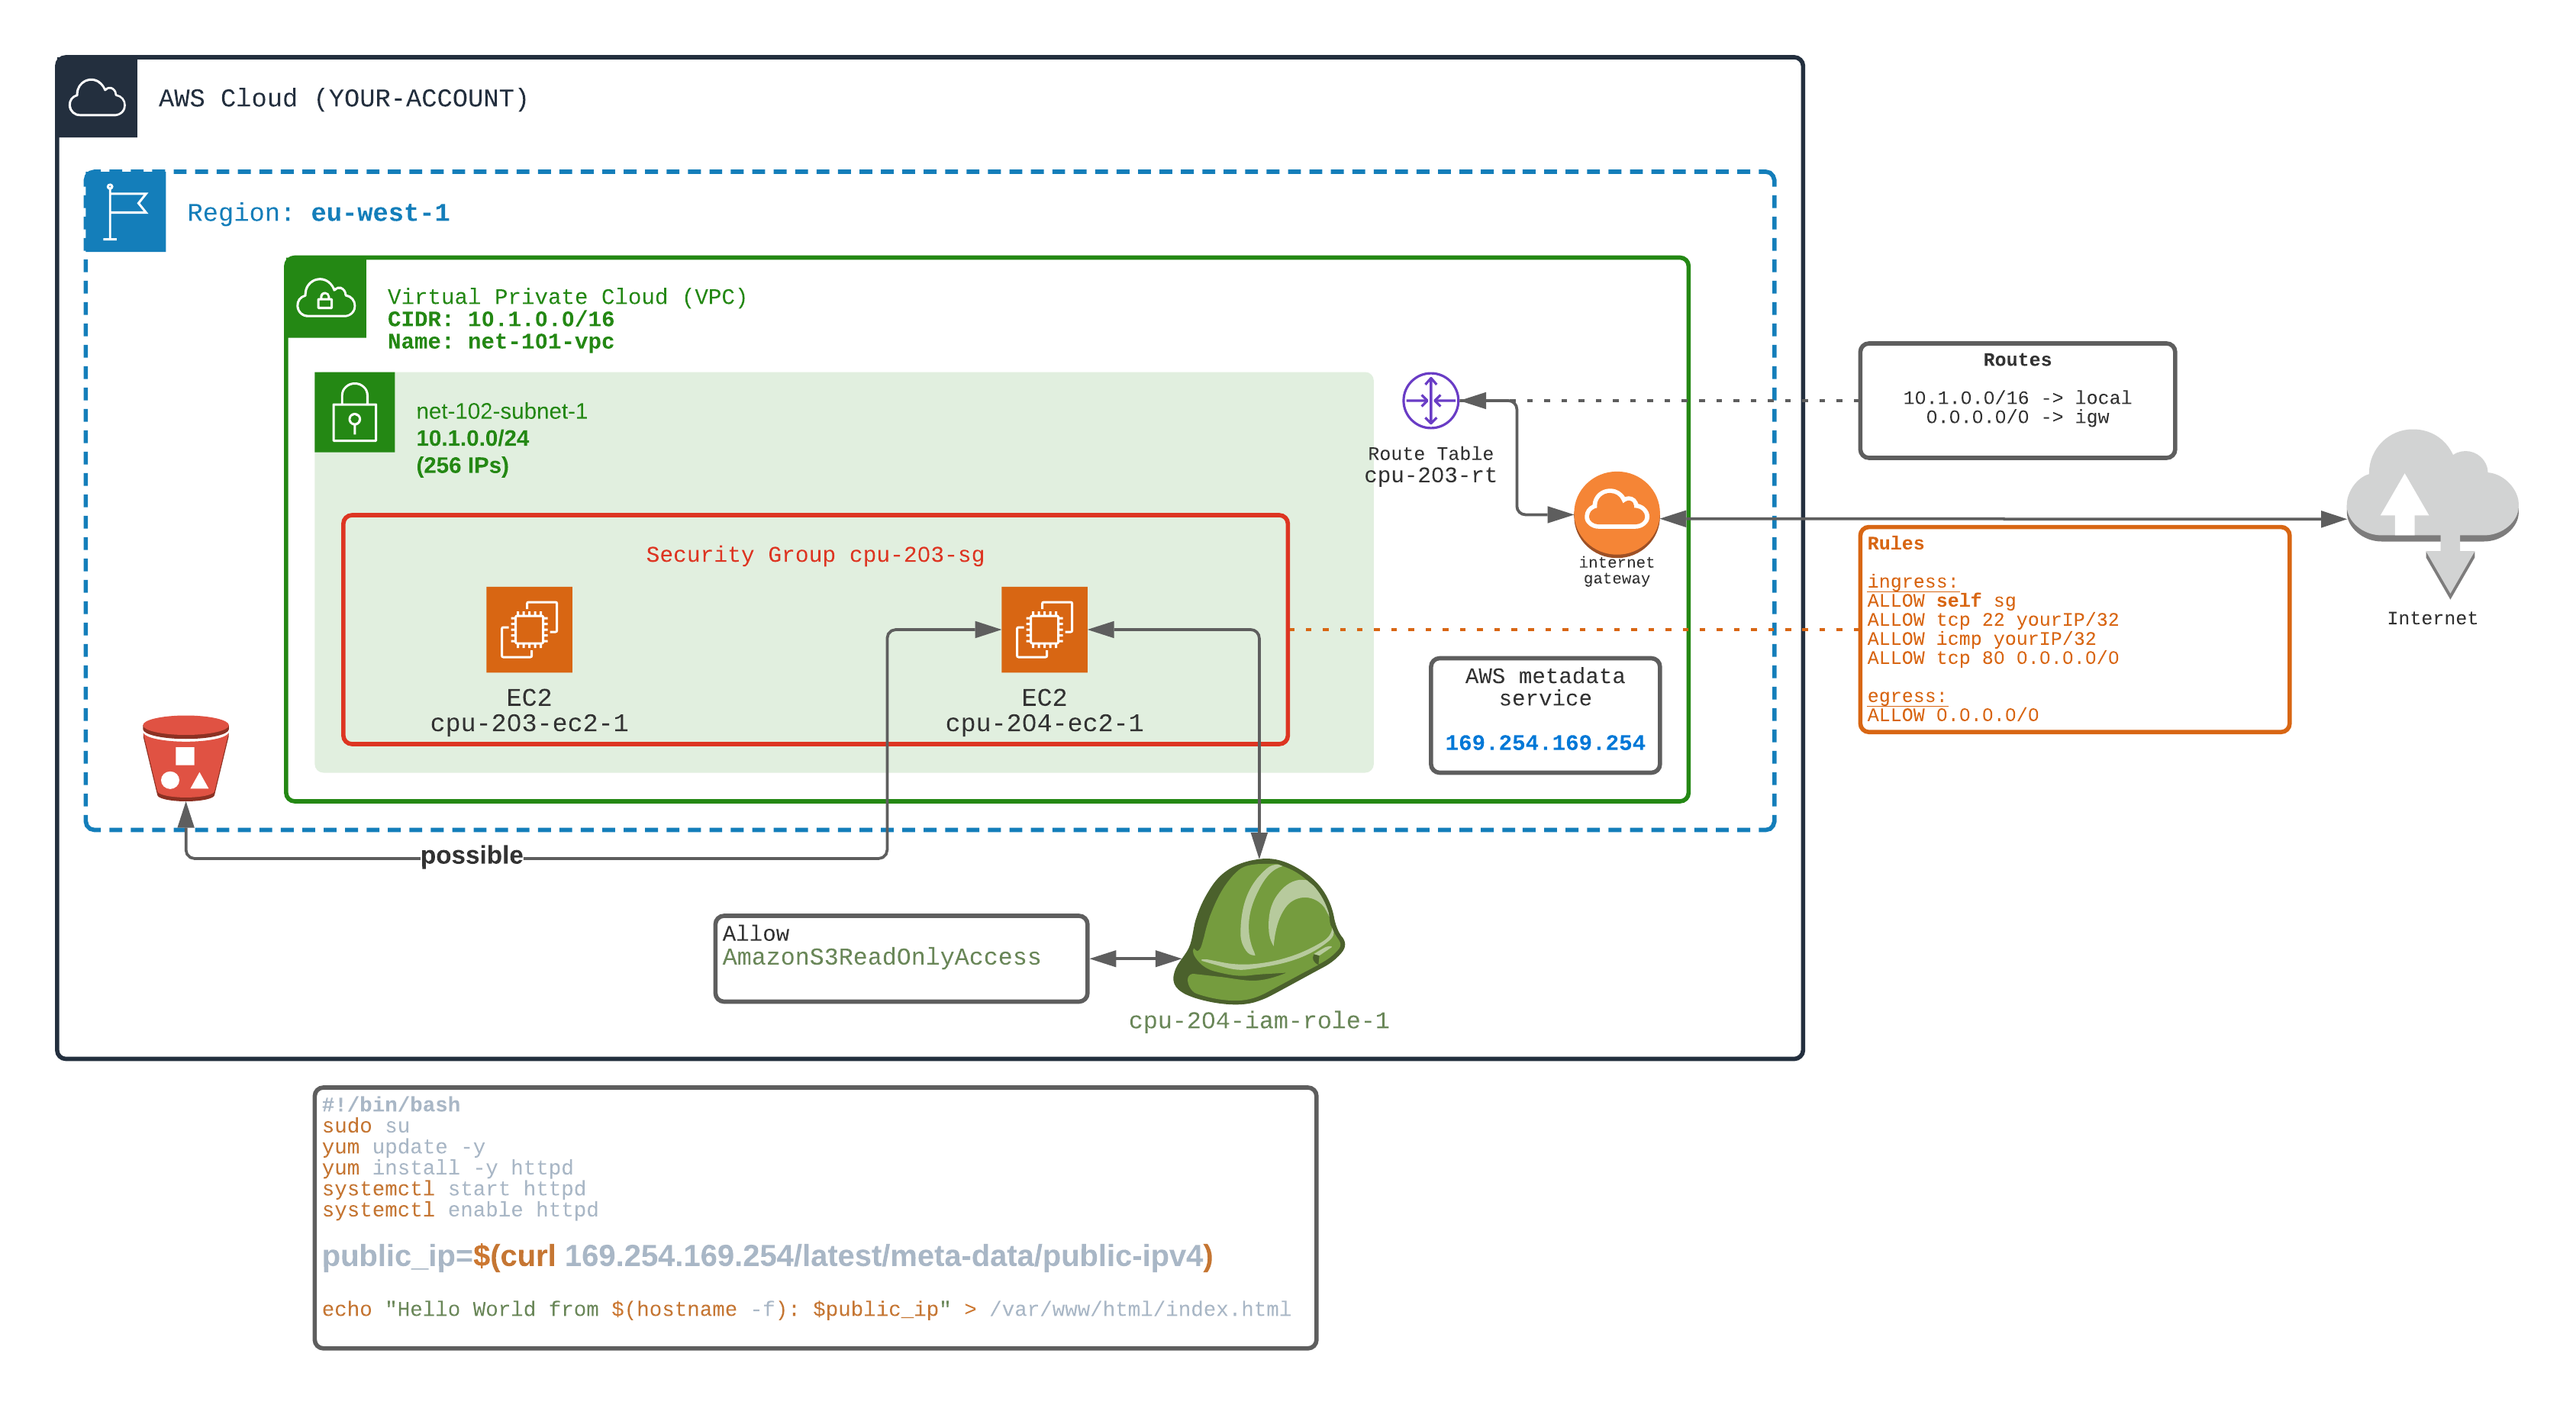 AWS Cloud (YOUR-ACCOUNT)
Region: eu-west-1
Virtual Private Cloud (VPC)
CIDR: 10.1.0.0/16
Name: net-101-vpc
net-102-subnet-1
10.1.0.0/24
(256 IPs)
Route Table
cpu-203-rt
Routes
10.1.0.0/16 -> local
0.0.0.0/0 -> igw
internet
gateway
Internet
Security Group cpu-203-sg
EC2
cpu-203-ec2-1
EC2
cpu-204-ec2-1
AWS metadata
service
169.254.169.254
Rules
ingress:
ALLOW self sg
ALLOW tcp 22 yourIP/32
ALLOW icmp yourIP/32
ALLOW tcp 80 0.0.0.0/0
egress:
ALLOW 0.0.0.0/0
possible
Allow
AmazonS3ReadOnlyAccess
cpu-204-iam-role-1
#!/bin/bash
sudo su
yum update -y
yum install -y httpd
systemctl start httpd
systemctl enable httpd
public_ip=$(curl 169.254.169.254/latest/meta-data/public-ipv4)
echo "Hello World from $(hostname -f): $public_ip" > /var/www/html/index.html